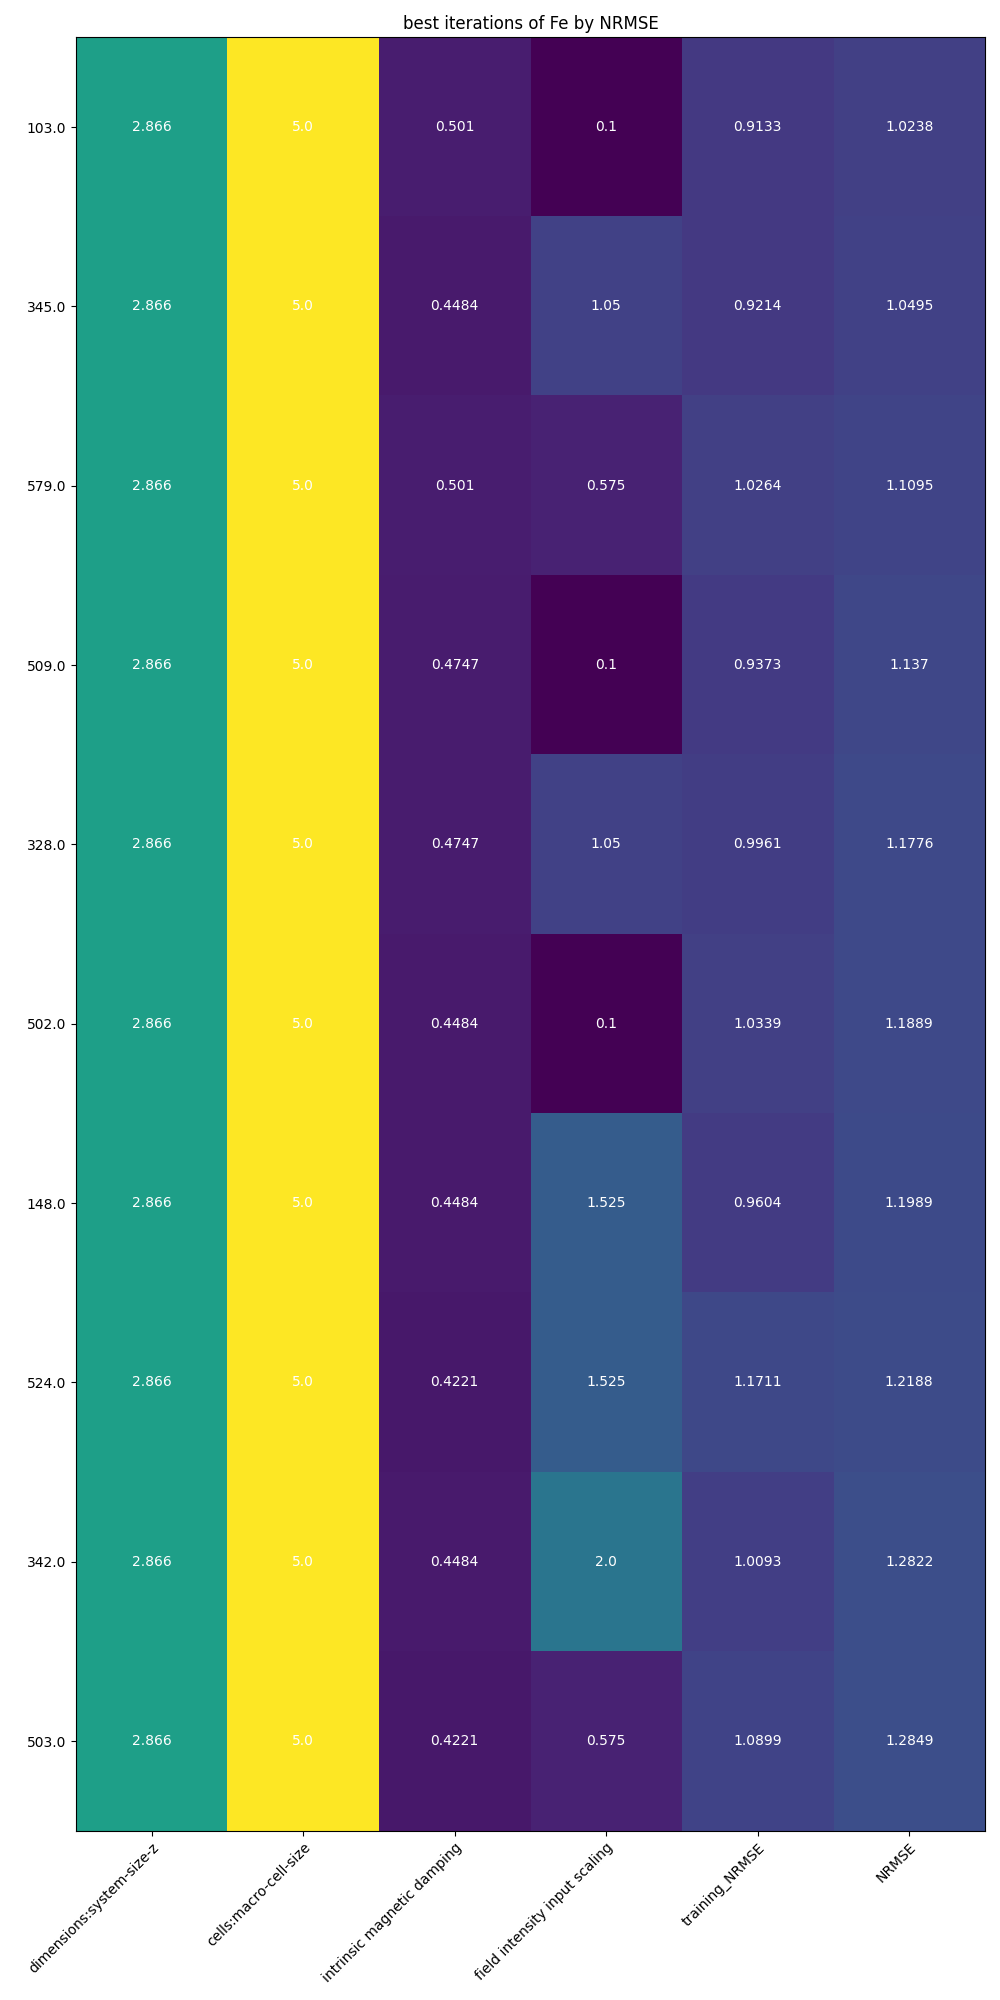 best iterations of Fe by NRMSE
103.0 2.866 5.0 0.501 0.1 0.9133 1.0238
345.0 2.866 5.0 0.4484 1.05 0.9214 1.0495
579.0 2.866 5.0 0.501 0.575 1.0264 1.1095
509.0 2.866 5.0 0.4747 0.1 0.9373 1.137
328.0 2.866 5.0 0.4747 1.05 0.9961 1.1776
502.0 2.866 5.0 0.4484 0.1 1.0339 1.1889
148.0 2.866 5.0 0.4484 1.525 0.9604 1.1989
524.0 2.866 5.0 0.4221 1.525 1.1711 1.2188
342.0 2.866 5.0 0.4484 2.0 1.0093 1.2822
503.0 2.866 5.0 0.4221 0.575 1.0899 1.2849
dimensions:system-size-z
cells:macro-cell-size
intrinsic magnetic damping
field intensity input scaling
training_NRMSE
NRMSE